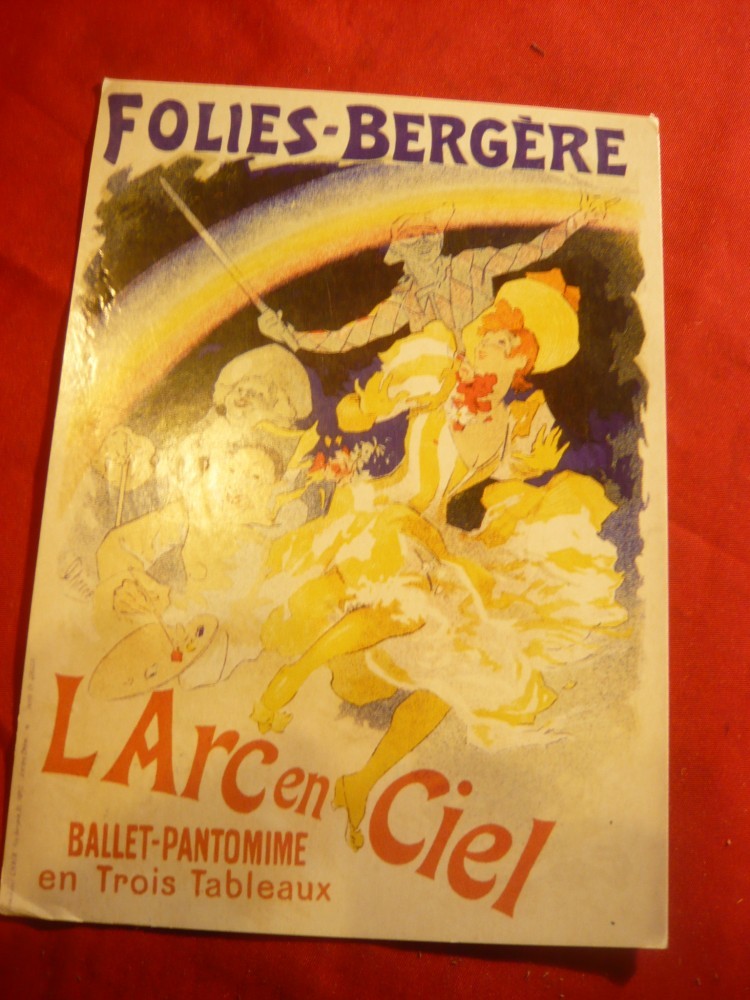 FOLIES-BERGÈRE
L'Arc en Ciel
BALLET-PANTOMIME
en Trois Tableaux